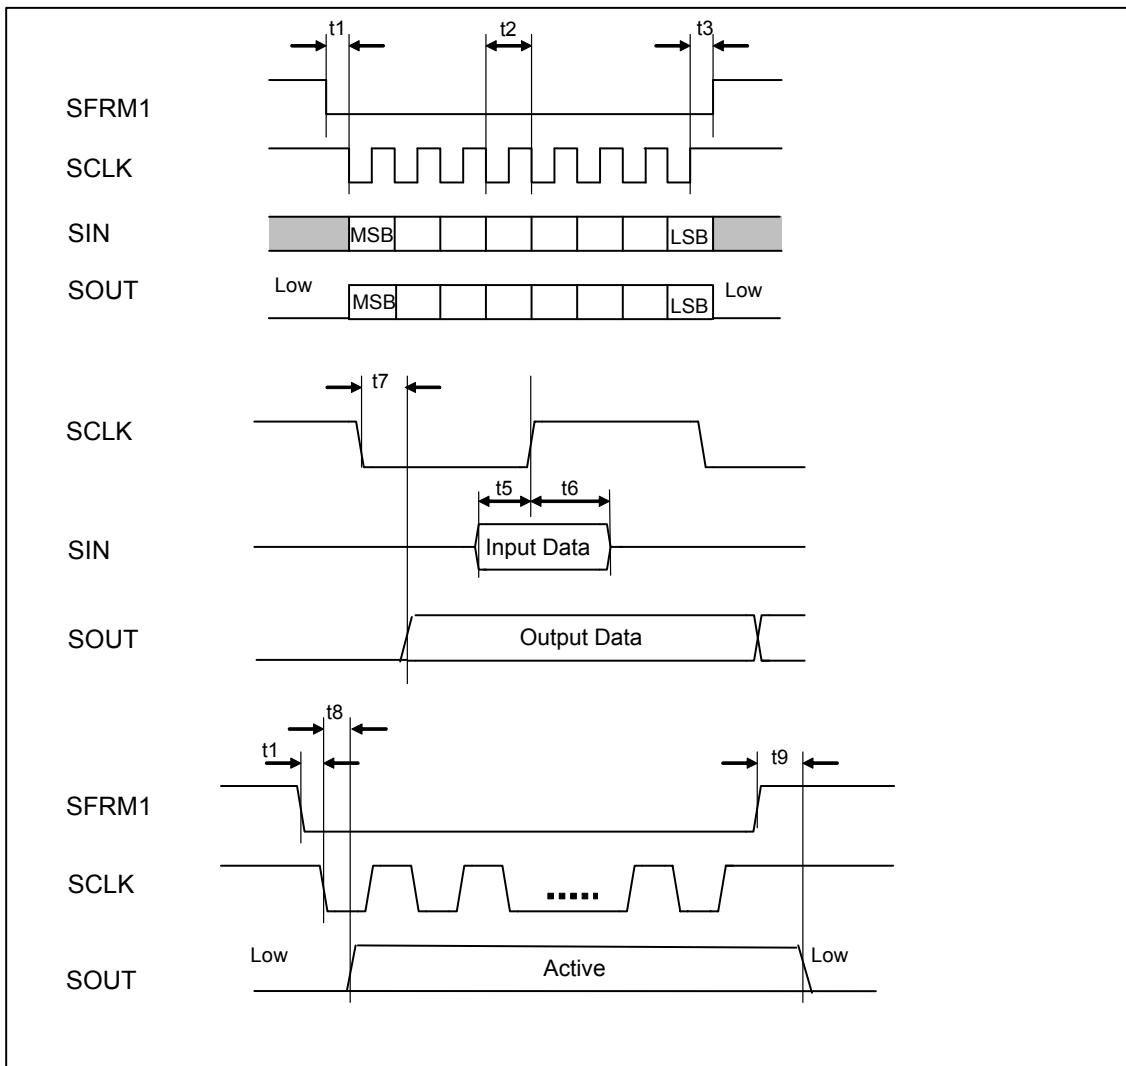 t1 t2 t3
SFRM1
SCLK
SIN MSB LSB
SOUT Low MSB LSB Low
t7
SCLK
t5 t6
SIN Input Data
SOUT Output Data
t8
t1 t9
SFRM1
SCLK
SOUT Low Active Low